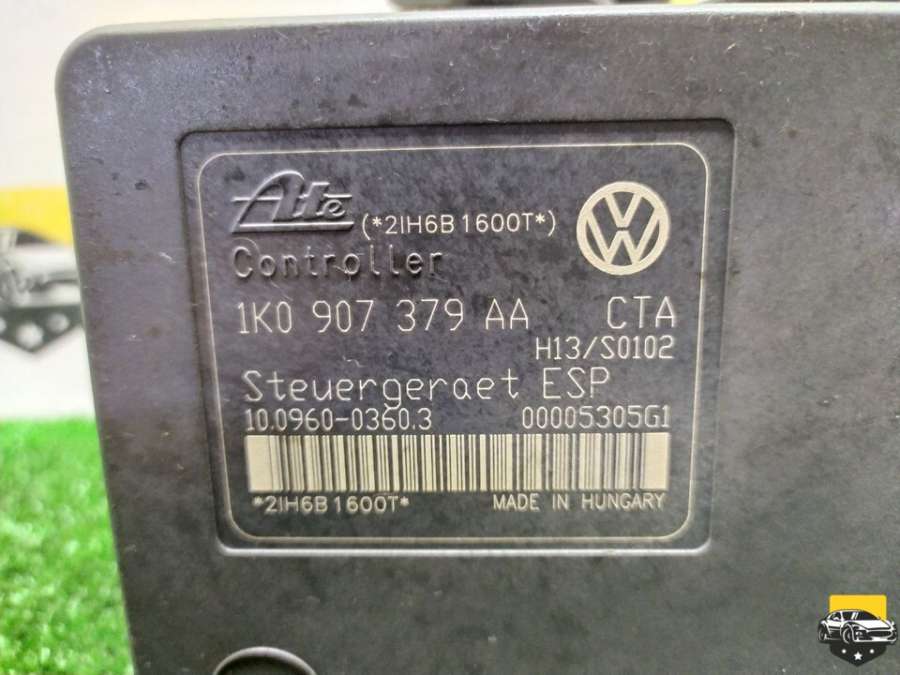 Ate (*2IH6B1600T*)
Controller
1K0 907 379 AA CTA
H13/S0102
Steuergeraet ESP
10.0960-0360.3 00005305G1
*2IH6B1600T* MADE IN HUNGARY